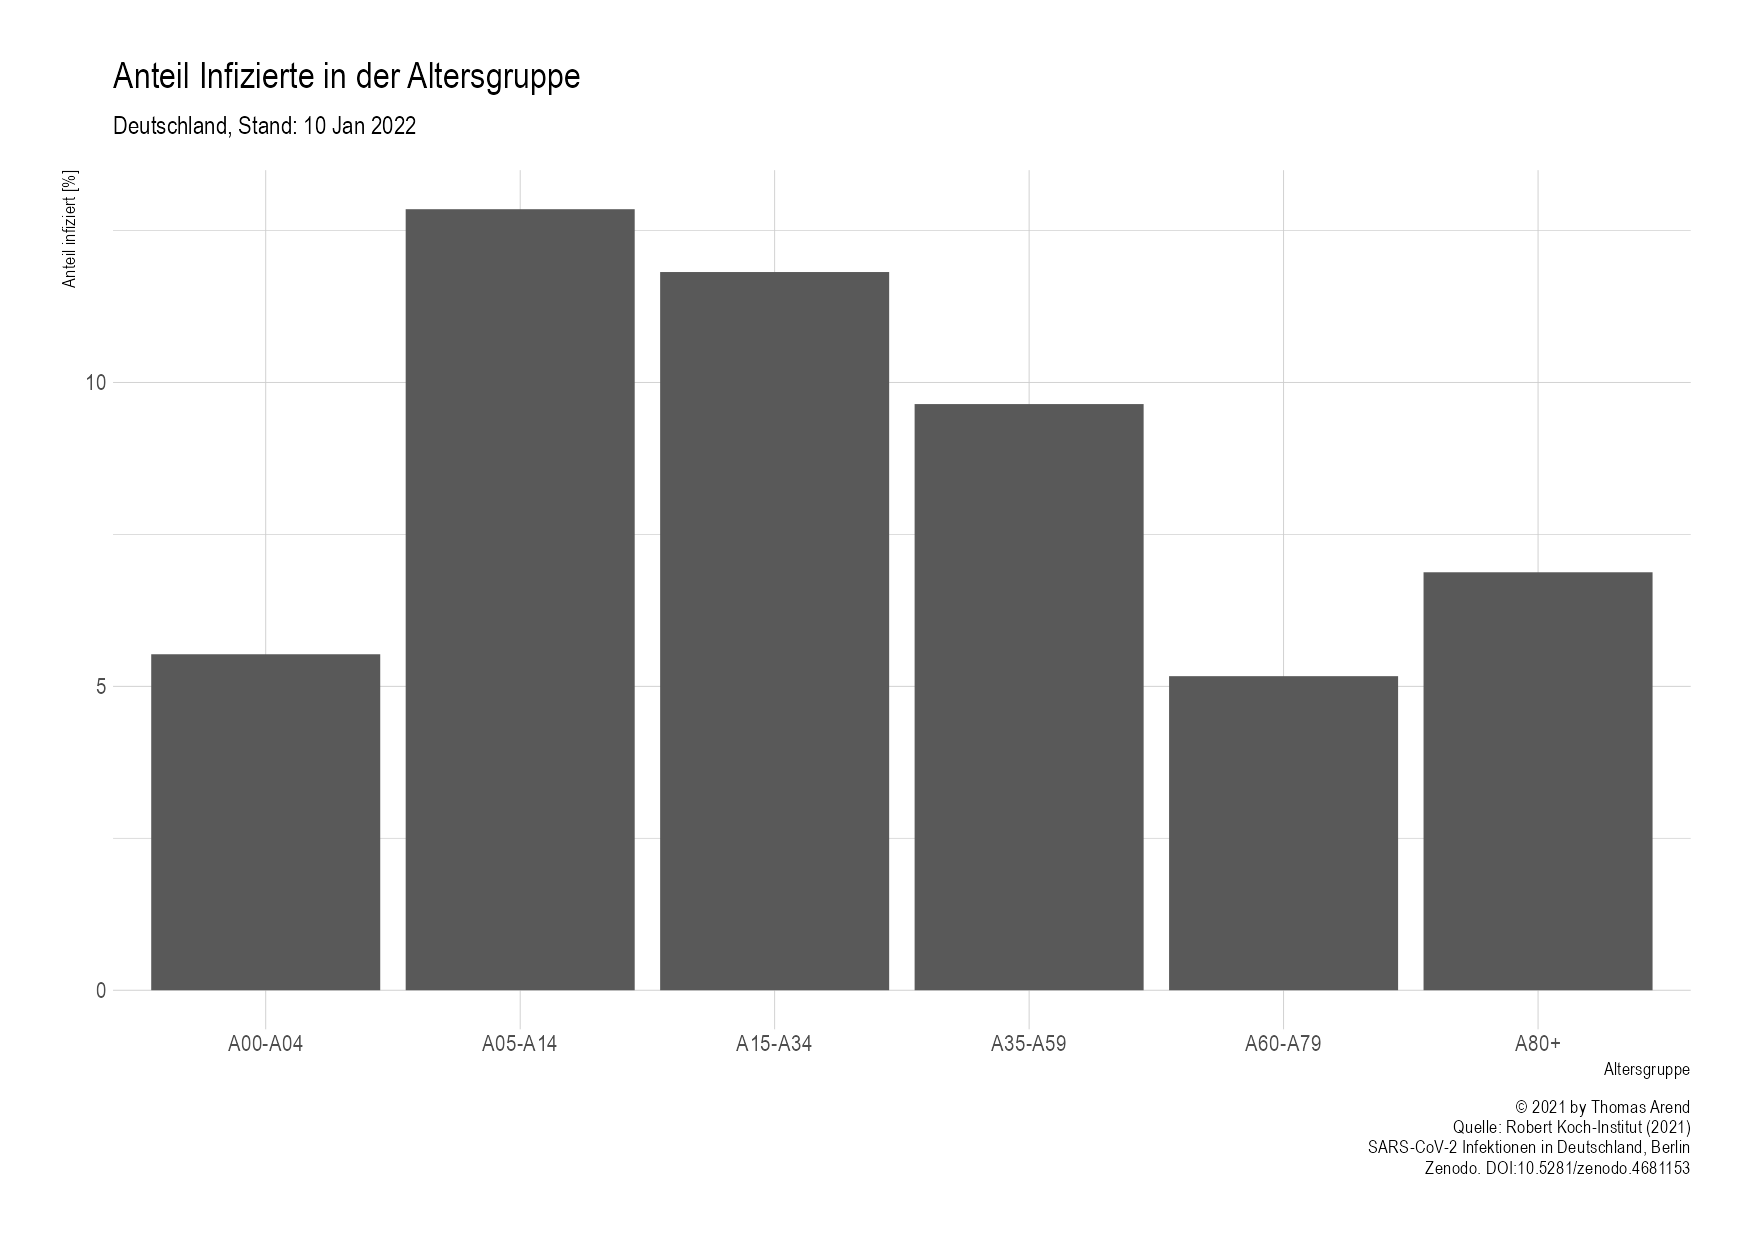 Anteil Infizierte in der Altersgruppe
Deutschland, Stand: 10 Jan 2022
Anteil infiziert [%]
10
5
0
A00-A04 A05-A14 A15-A34 A35-A59 A60-A79 A80+
Altersgruppe
© 2021 by Thomas Arend
Quelle: Robert Koch-Institut (2021)
SARS-CoV-2 Infektionen in Deutschland, Berlin
Zenodo. DOI:10.5281/zenodo.4681153